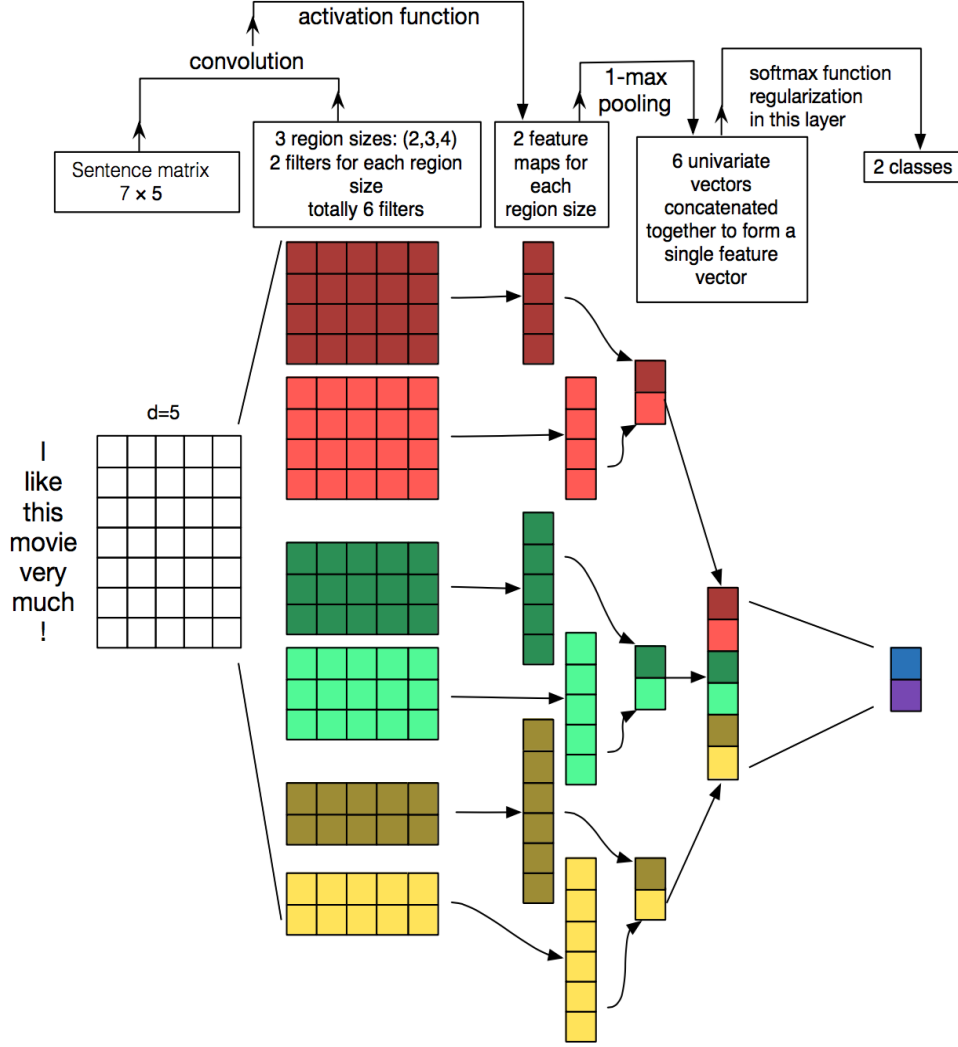 activation function
convolution
1-max
pooling
softmax function
regularization
in this layer
Sentence matrix
7 × 5
3 region sizes: (2,3,4)
2 filters for each region
size
totally 6 filters
2 feature
maps for
each
region size
6 univariate
vectors
concatenated
together to form a
single feature
vector
2 classes
d=5
I
like
this
movie
very
much
!